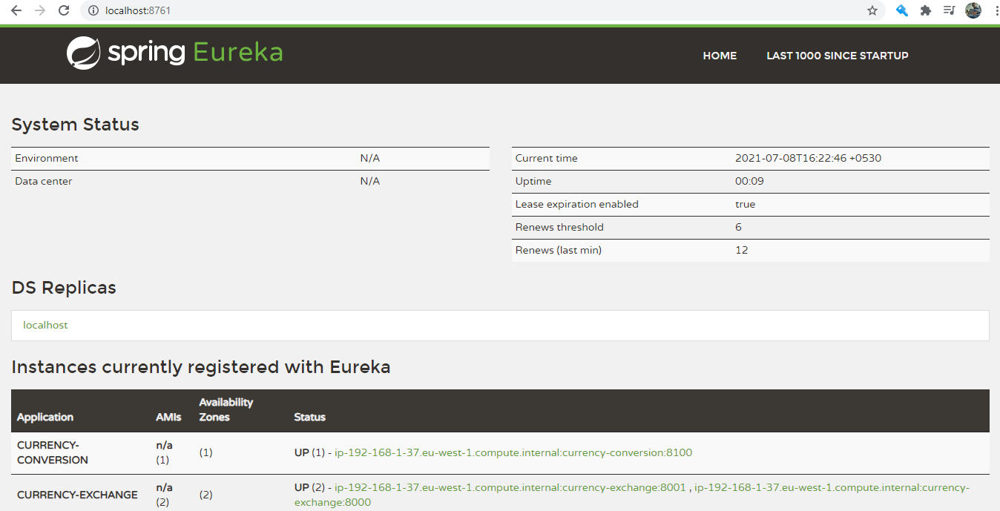 localhost:8761
spring Eureka
HOME LAST 1000 SINCE STARTUP
System Status
Environment N/A
Data center N/A
Current time 2021-07-08T16:22:46 +0530
Uptime 00:09
Lease expiration enabled true
Renews threshold 6
Renews (last min) 12
DS Replicas
localhost
Instances currently registered with Eureka
Application AMIs Availability Zones Status
CURRENCY-CONVERSION n/a (1) (1) UP (1) - ip-192-168-1-37.eu-west-1.compute.internal:currency-conversion:8100
CURRENCY-EXCHANGE n/a (2) (2) UP (2) - ip-192-168-1-37.eu-west-1.compute.internal:currency-exchange:8001 , ip-192-168-1-37.eu-west-1.compute.internal:currency-
exchange:8000